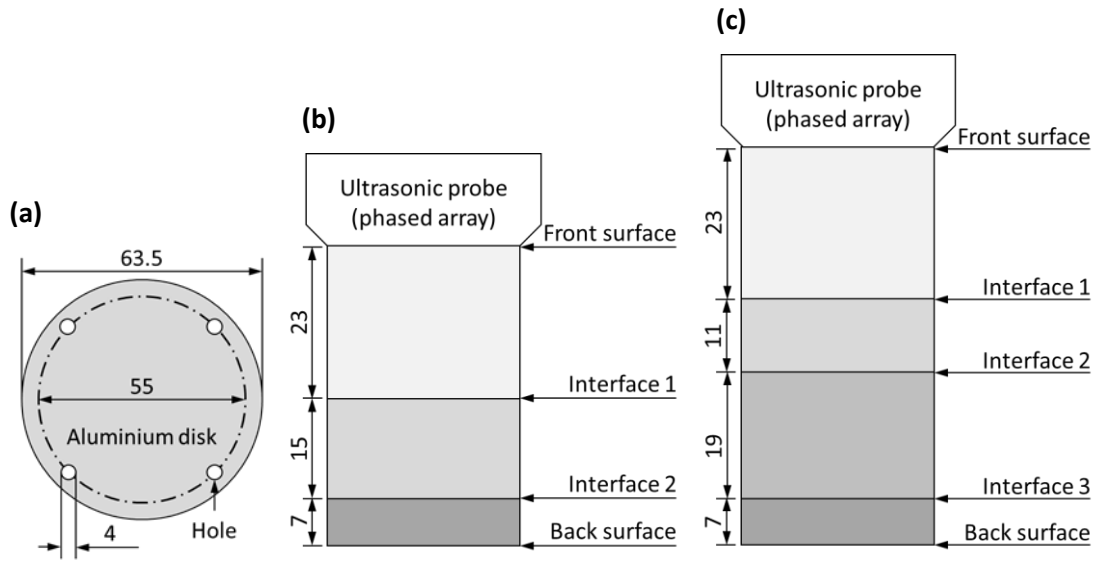 (a)
63.5
55
Aluminium disk
4
Hole
(b)
Ultrasonic probe
(phased array)
Front surface
23
Interface 1
15
Interface 2
7
Back surface
(c)
Ultrasonic probe
(phased array)
Front surface
23
Interface 1
11
Interface 2
19
Interface 3
7
Back surface